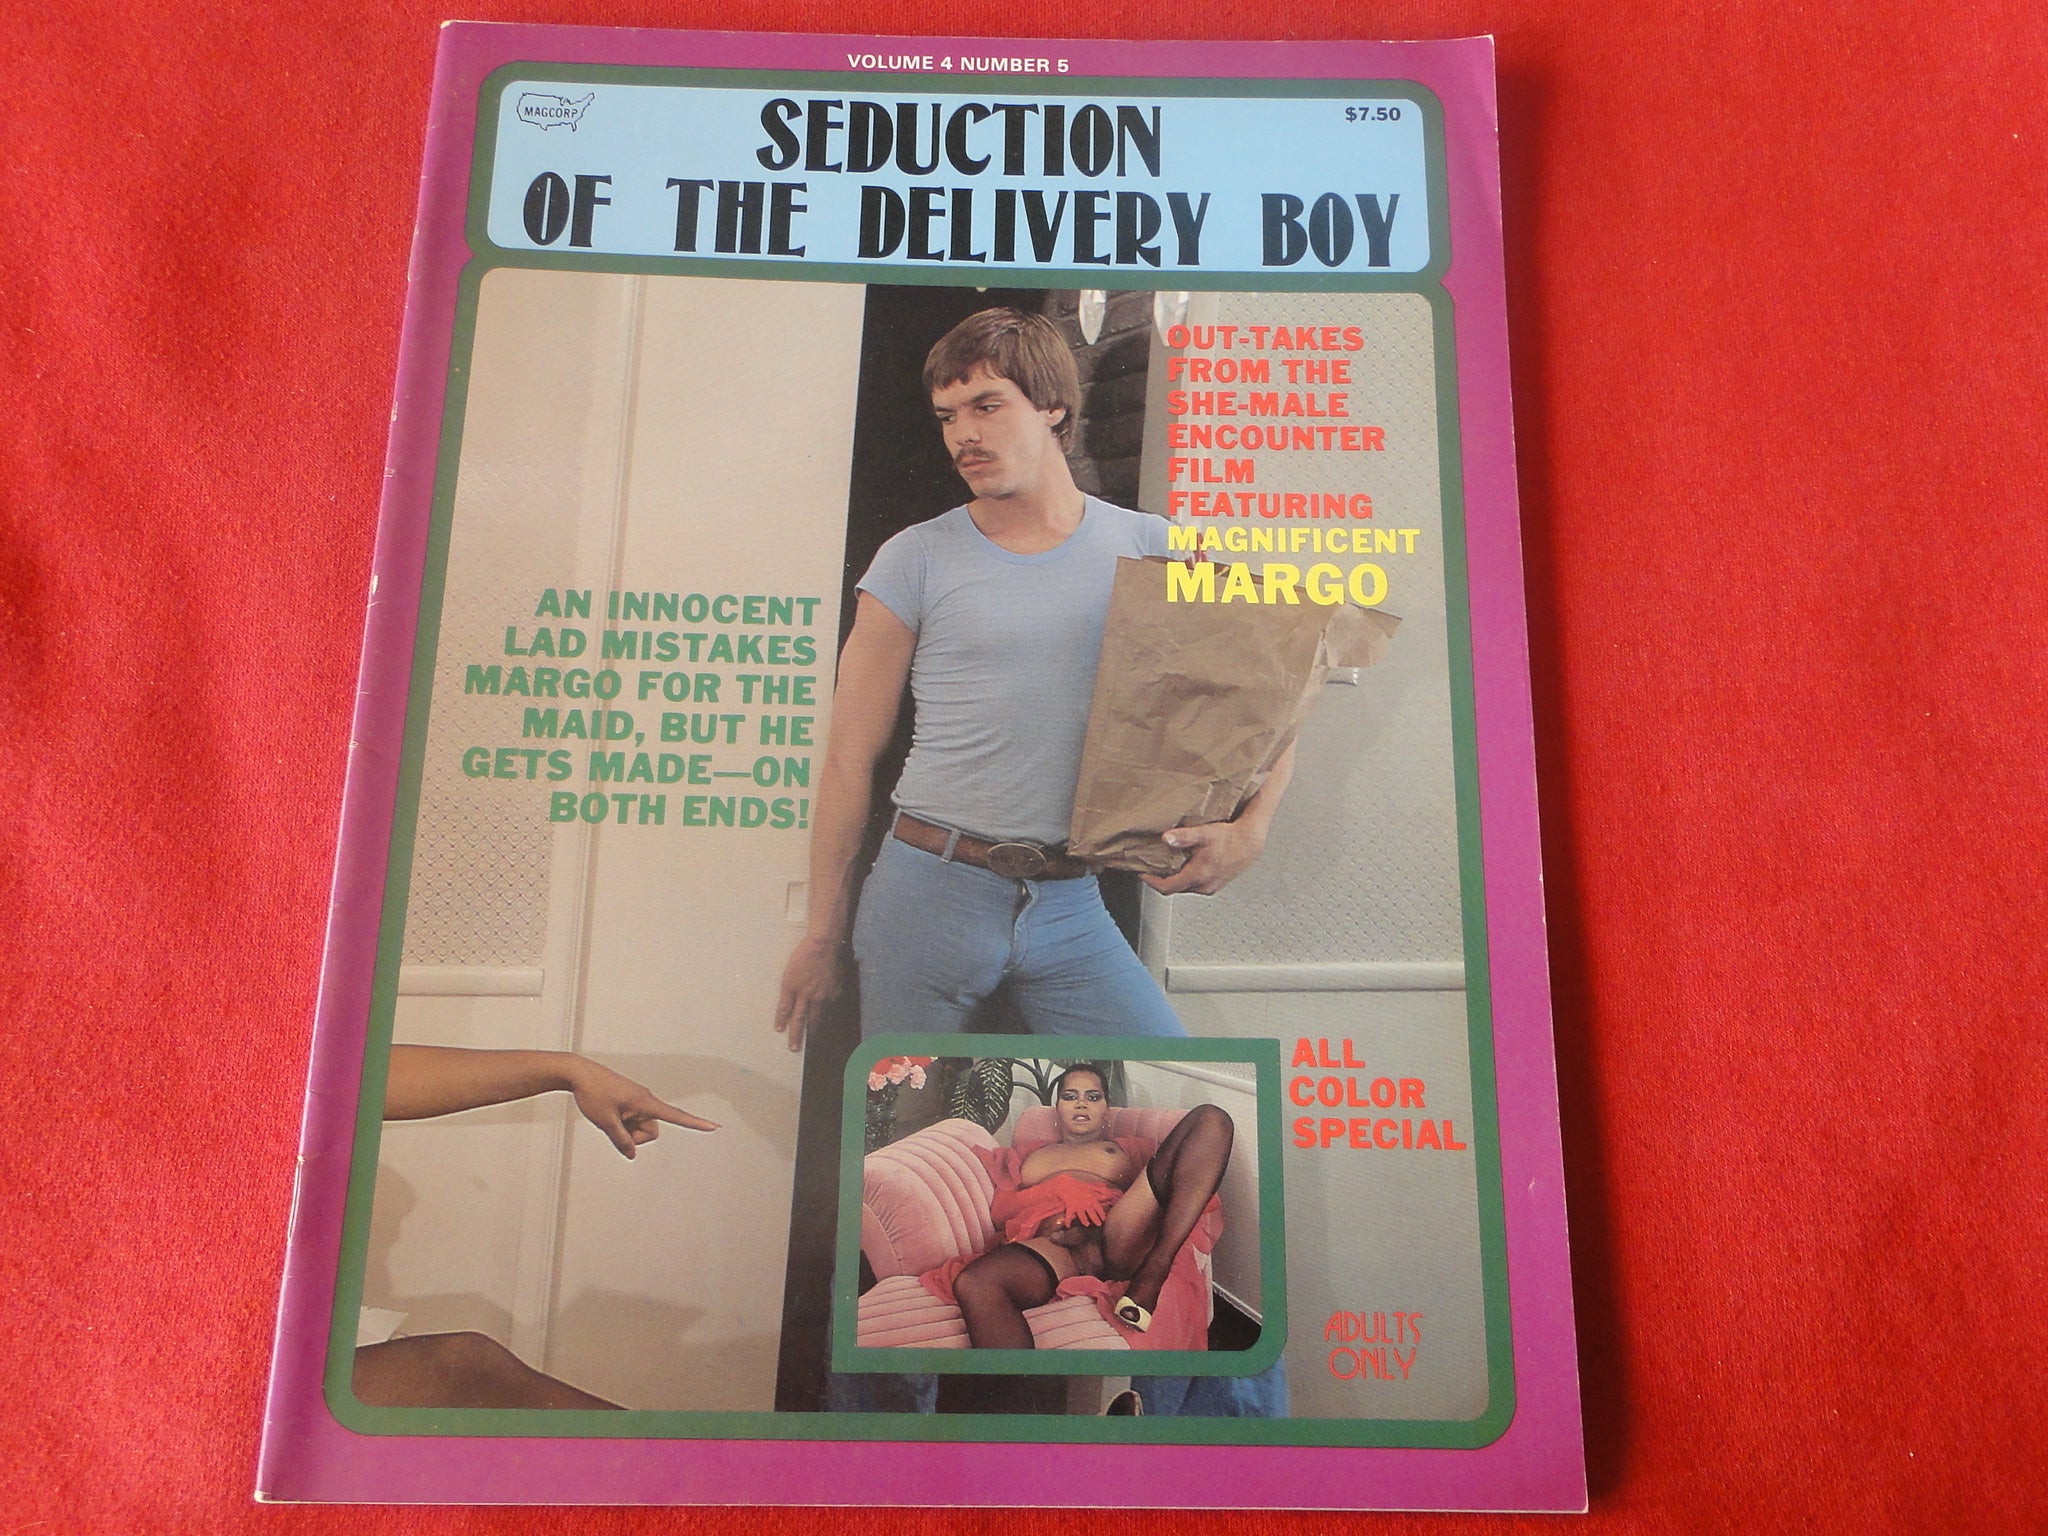 VOLUME 4 NUMBER 5
MAGCORP
$7.50
SEDUCTION
OF THE DELIVERY BOY
OUT-TAKES
FROM THE
SHE-MALE
ENCOUNTER
FILM
FEATURING
MAGNIFICENT
MARGO
AN INNOCENT
LAD MISTAKES
MARGO FOR THE
MAID, BUT HE
GETS MADE—ON
BOTH ENDS!
ALL
COLOR
SPECIAL
ADULTS
ONLY